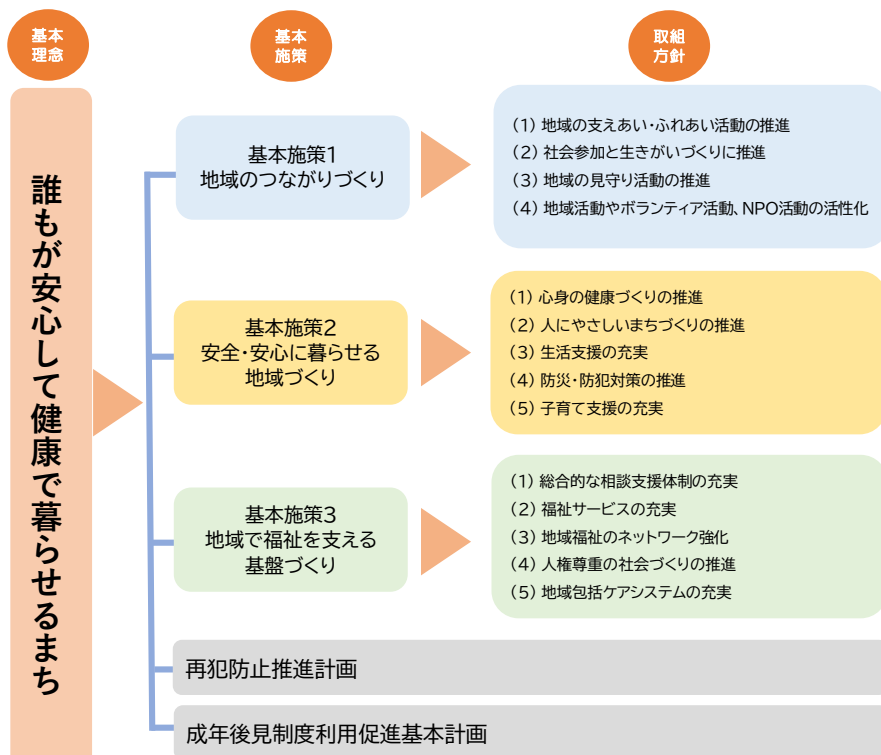 基本
理念
基本
施策
取組
方針
誰もが安心して健康で暮らせるまち
基本施策1
地域のつながりづくり
(1) 地域の支えあい・ふれあい活動の推進
(2) 社会参加と生きがいづくりに推進
(3) 地域の見守り活動の推進
(4) 地域活動やボランティア活動、NPO活動の活性化
基本施策2
安全・安心に暮らせる
地域づくり
(1) 心身の健康づくりの推進
(2) 人にやさしいまちづくりの推進
(3) 生活支援の充実
(4) 防災・防犯対策の推進
(5) 子育て支援の充実
基本施策3
地域で福祉を支える
基盤づくり
(1) 総合的な相談支援体制の充実
(2) 福祉サービスの充実
(3) 地域福祉のネットワーク強化
(4) 人権尊重の社会づくりの推進
(5) 地域包括ケアシステムの充実
再犯防止推進計画
成年後見制度利用促進基本計画